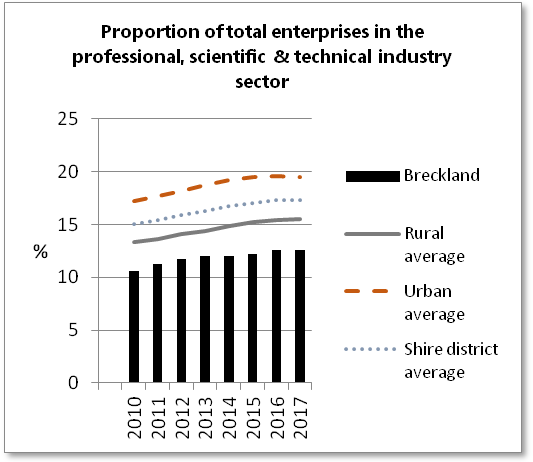 Proportion of total enterprises in the
professional, scientific & technical industry
sector
25
20
15
10
5
0
%
2010
2011
2012
2013
2014
2015
2016
2017
Breckland
Rural
average
Urban
average
Shire district
average